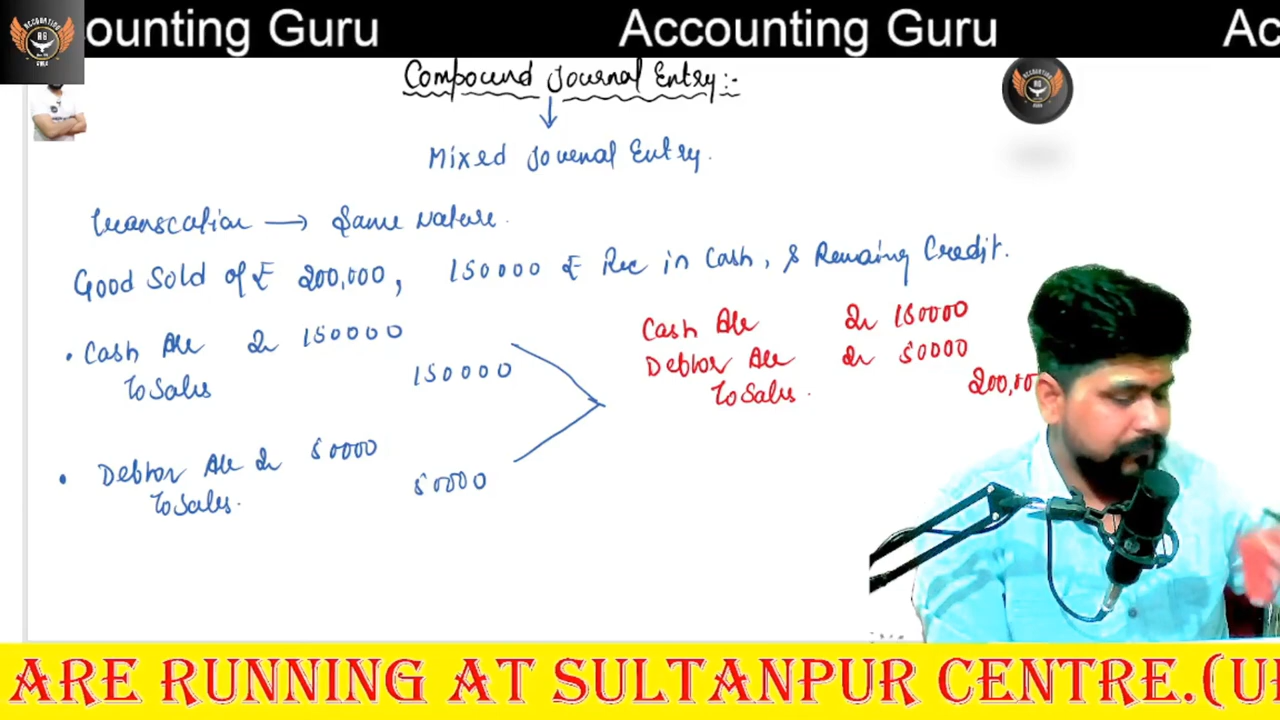 ounting Guru
Accounting Guru
Ac
Compound Journal Entry:-
Mixed Journal Entry.
Transcation → Same Nature.
Good Sold of ₹ 200,000, 150000 ₹ Rec in Cash, & Remaing Credit.
• Cash A/c Dr 150000
To Sales 150000
• Debtor A/c Dr 50000
To Sales. 50000
Cash A/c Dr 150000
Debtor A/c Dr 50000
To Sales 200,00
ARE RUNNING AT SULTANPUR CENTRE.(U